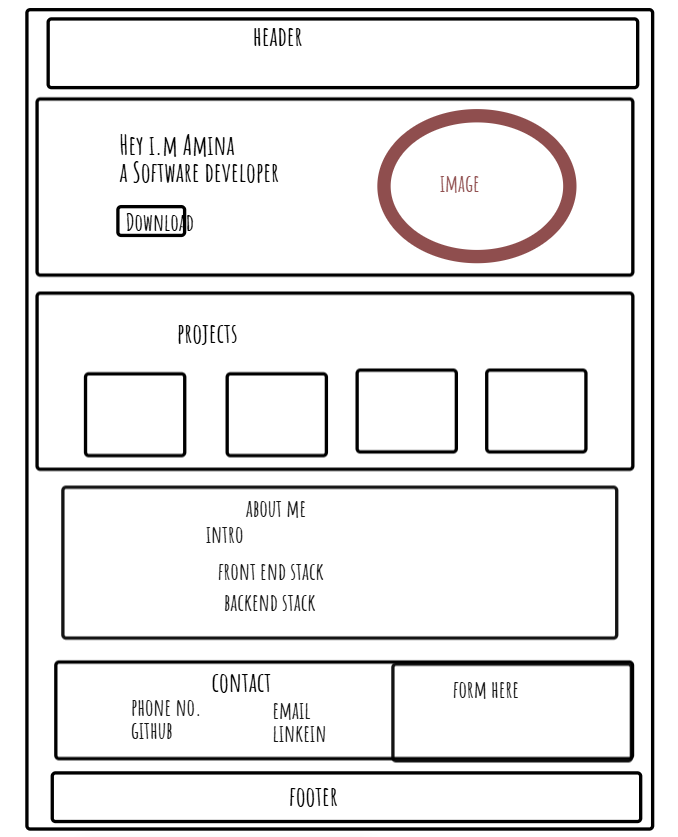 HEADER
HEY I.M AMINA
A SOFTWARE DEVELOPER
DOWNLOAD
IMAGE
PROJECTS
ABOUT ME
INTRO
FRONT END STACK
BACKEND STACK
CONTACT
PHONE NO.
GITHUB
EMAIL
LINKEIN
FORM HERE
FOOTER